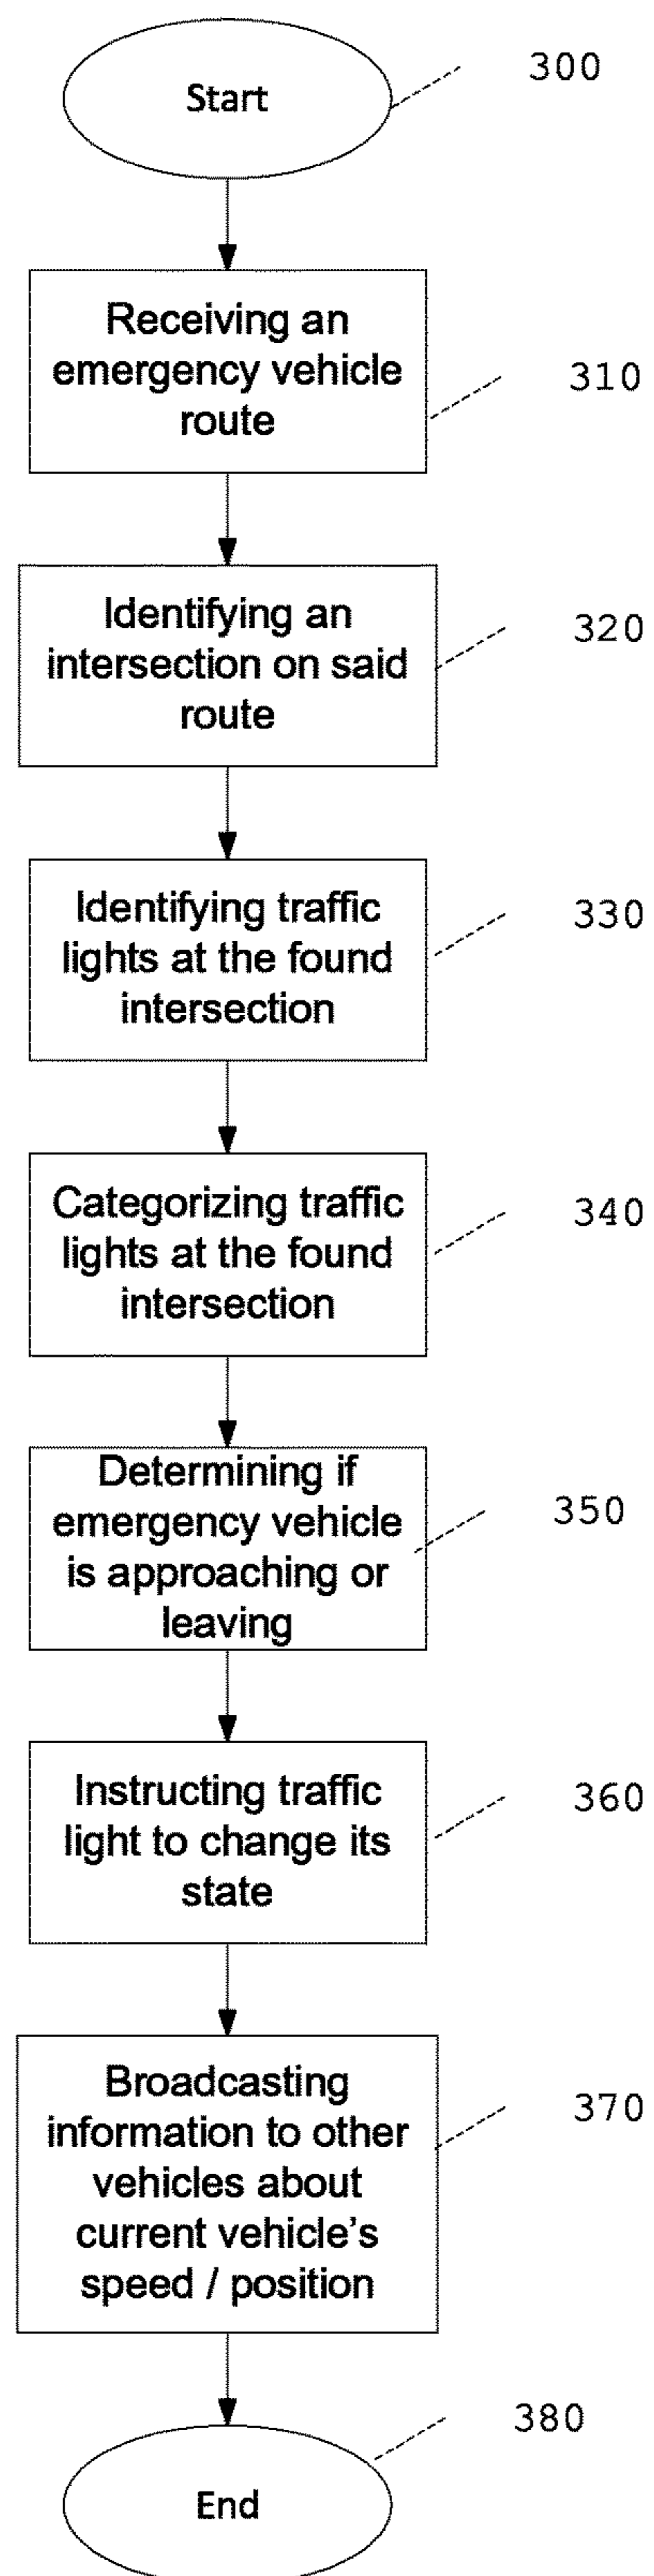 Start
300
Receiving an
emergency vehicle
route
310
Identifying an
intersection on said
route
320
Identifying traffic
lights at the found
intersection
330
Categorizing traffic
lights at the found
intersection
340
Determining if
emergency vehicle
is approaching or
leaving
350
Instructing traffic
light to change its
state
360
Broadcasting
information to other
vehicles about
current vehicle's
speed / position
370
380
End